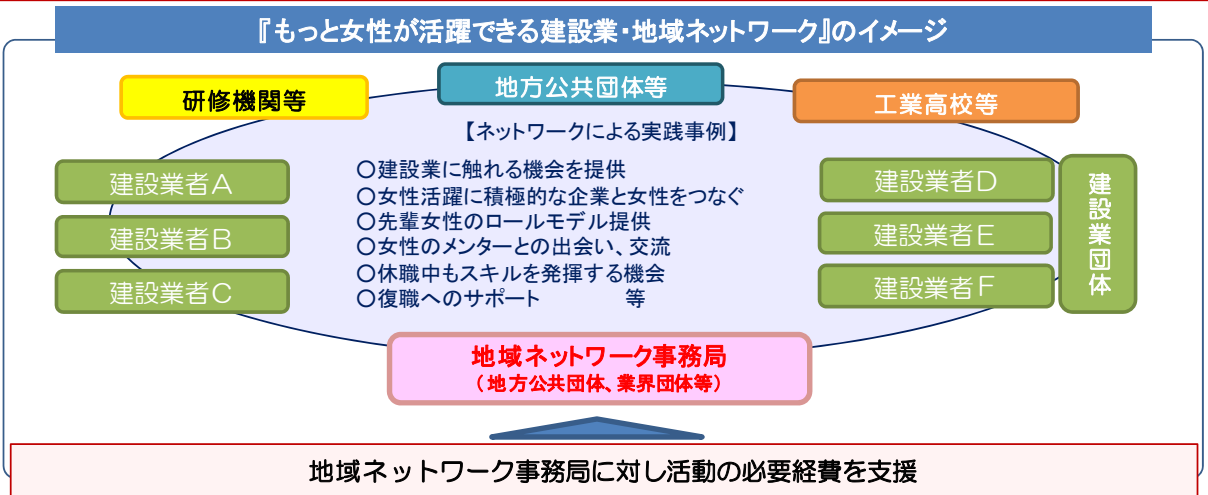 『もっと女性が活躍できる建設業・地域ネットワーク』のイメージ
研修機関等
地方公共団体等
工業高校等
【ネットワークによる実践事例】
○建設業に触れる機会を提供
○女性活躍に積極的な企業と女性をつなぐ
○先輩女性のロールモデル提供
○女性のメンターとの出会い、交流
○休職中もスキルを発揮する機会
○復職へのサポート　　　　等
建設業者A
建設業者B
建設業者C
建設業者D
建設業者E
建設業者F
建設業団体
地域ネットワーク事務局
（地方公共団体、業界団体等）
地域ネットワーク事務局に対し活動の必要経費を支援